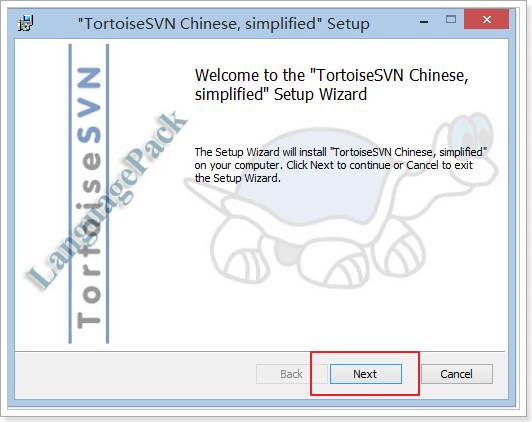 "TortoiseSVN Chinese, simplified" Setup
Welcome to the "TortoiseSVN Chinese,
simplified" Setup Wizard
The Setup Wizard will install "TortoiseSVN Chinese, simplified"
on your computer. Click Next to continue or Cancel to exit
the Setup Wizard.
TortoiseSVN
LanguagePack
Back
Next
Cancel